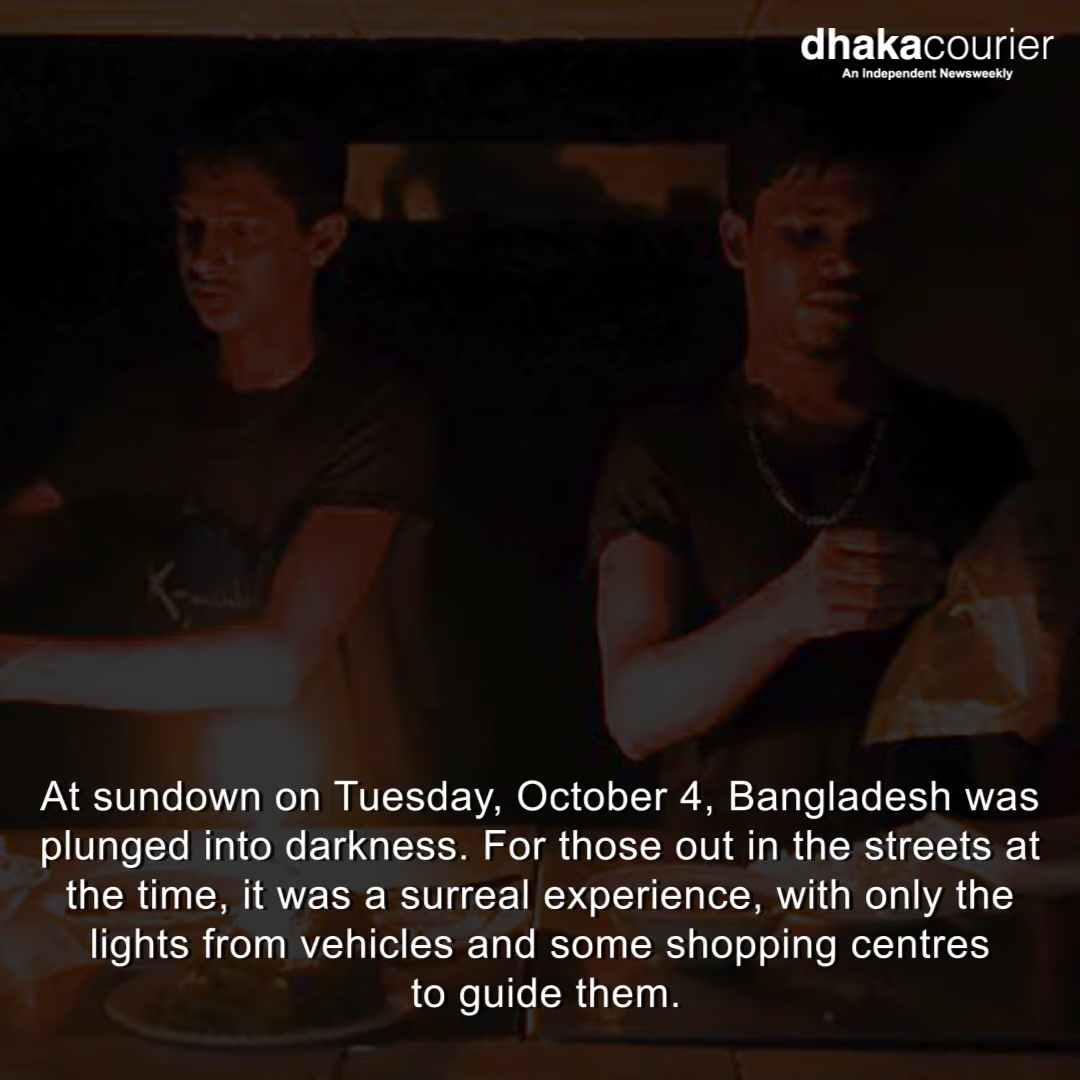 dhakacourier
An Independent Newsweekly
At sundown on Tuesday, October 4, Bangladesh was
plunged into darkness. For those out in the streets at
the time, it was a surreal experience, with only the
lights from vehicles and some shopping centres
to guide them.